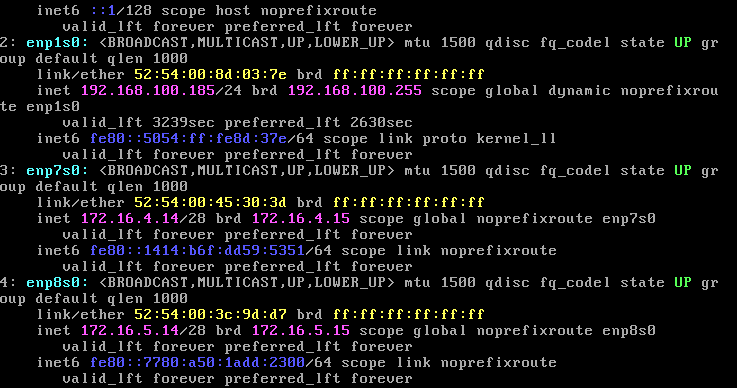 inet6 ::1/128 scope host noprefixroute
valid_lft forever preferred_lft forever
2: enp1s0: <BROADCAST,MULTICAST,UP,LOWER_UP> mtu 1500 qdisc fq_codel state UP gr
oup default qlen 1000
link/ether 52:54:00:8d:03:7e brd ff:ff:ff:ff:ff:ff
inet 192.168.100.185/24 brd 192.168.100.255 scope global dynamic noprefixrou
te enp1s0
valid_lft 3239sec preferred_lft 2630sec
inet6 fe80::5054:ff:fe8d:37e/64 scope link proto kernel_ll
valid_lft forever preferred_lft forever
3: enp7s0: <BROADCAST,MULTICAST,UP,LOWER_UP> mtu 1500 qdisc fq_codel state UP gr
oup default qlen 1000
link/ether 52:54:00:45:30:3d brd ff:ff:ff:ff:ff:ff
inet 172.16.4.14/28 brd 172.16.4.15 scope global noprefixroute enp7s0
valid_lft forever preferred_lft forever
inet6 fe80::1414:b6f:dd59:5351/64 scope link noprefixroute
valid_lft forever preferred_lft forever
4: enp8s0: <BROADCAST,MULTICAST,UP,LOWER_UP> mtu 1500 qdisc fq_codel state UP gr
oup default qlen 1000
link/ether 52:54:00:3c:9d:d7 brd ff:ff:ff:ff:ff:ff
inet 172.16.5.14/28 brd 172.16.5.15 scope global noprefixroute enp8s0
valid_lft forever preferred_lft forever
inet6 fe80::7780:a50:1add:2300/64 scope link noprefixroute
valid_lft forever preferred_lft forever